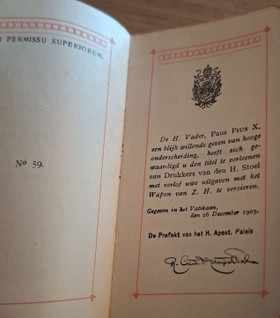 PERMISSU SUPERIORUM.
No 59.
De H. Vader, Paus Pius X,
een blijk willende geven van hooge
onderscheiding, heeft zich ge-
waardigd u den titel te verleenen
van Drukkers van den H. Stoel
met verlof uwe uitgaven met het
Wapen van Z. H. te versieren.
Gegeven in het Vatikaan,
den 16 December 1905.
De Prefekt van het H. Apost. Paleis